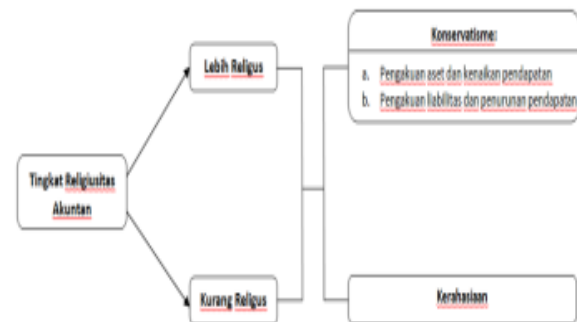 Konservatisme:
a. Pengakuan aset dan kenaikan pendapatan
b. Pengakuan liabilitas dan penurunan pendapatan
Lebih Religus
Tingkat Religiusitas
Akuntan
Kurang Religus
Kerahasiaan